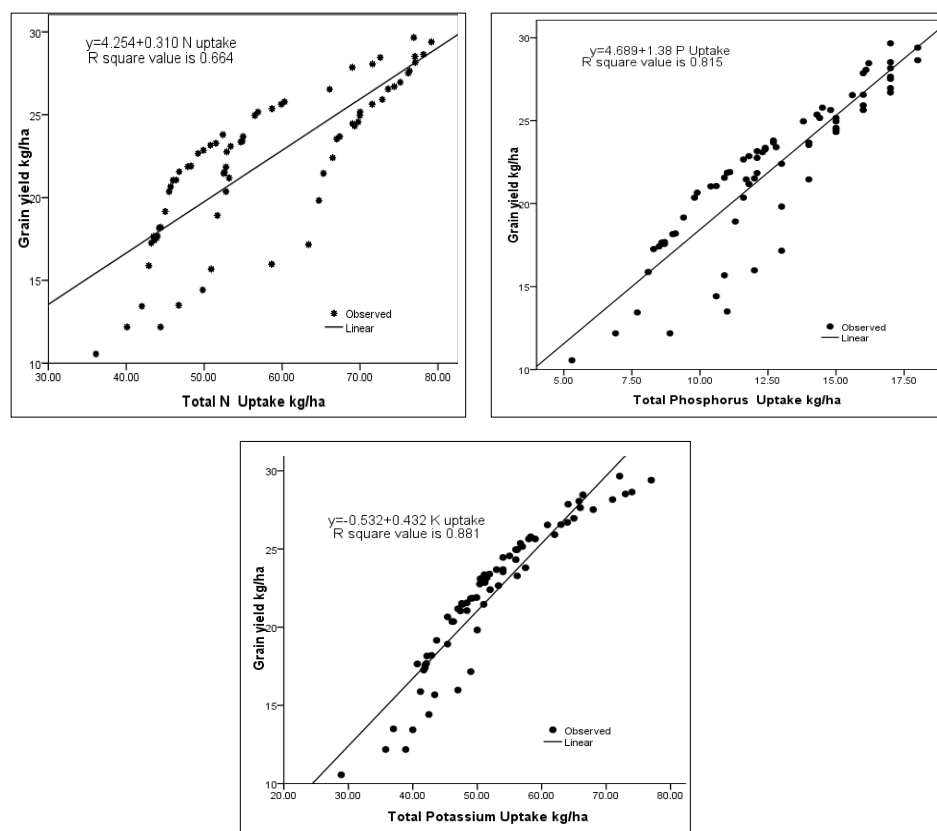 y=4.254+0.310 N uptake
R square value is 0.664
Grain yield kg/ha
30
25
20
15
10
Observed
Linear
30.00 40.00 50.00 60.00 70.00 80.00
Total N Uptake kg/ha
y=4.689+1.38 P Uptake
R square value is 0.815
Grain yield kg/ha
30
25
20
15
10
Observed
Linear
5.00 7.50 10.00 12.50 15.00 17.50
Total Phosphorus Uptake kg/ha
y=-0.532+0.432 K uptake
R square value is 0.881
Grain yield kg/ha
30
25
20
15
10
Observed
Linear
20.00 30.00 40.00 50.00 60.00 70.00 80.00
Total Potassium Uptake kg/ha